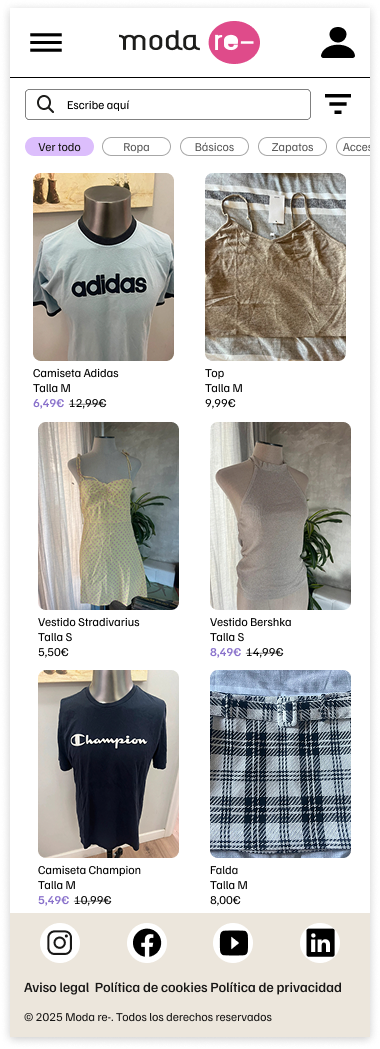 moda re-
Escribe aquí
Ver todo
Ropa
Básicos
Zapatos
Acces
adidas
Camiseta Adidas
Talla M
6,49€ 12,99€
Top
Talla M
9,99€
Vestido Stradivarius
Talla S
5,50€
Vestido Bershka
Talla S
8,49€ 14,99€
Champion
Camiseta Champion
Talla M
5,49€ 10,99€
Falda
Talla M
8,00€
in
Aviso legal Política de cookies Política de privacidad
© 2025 Moda re-. Todos los derechos reservados